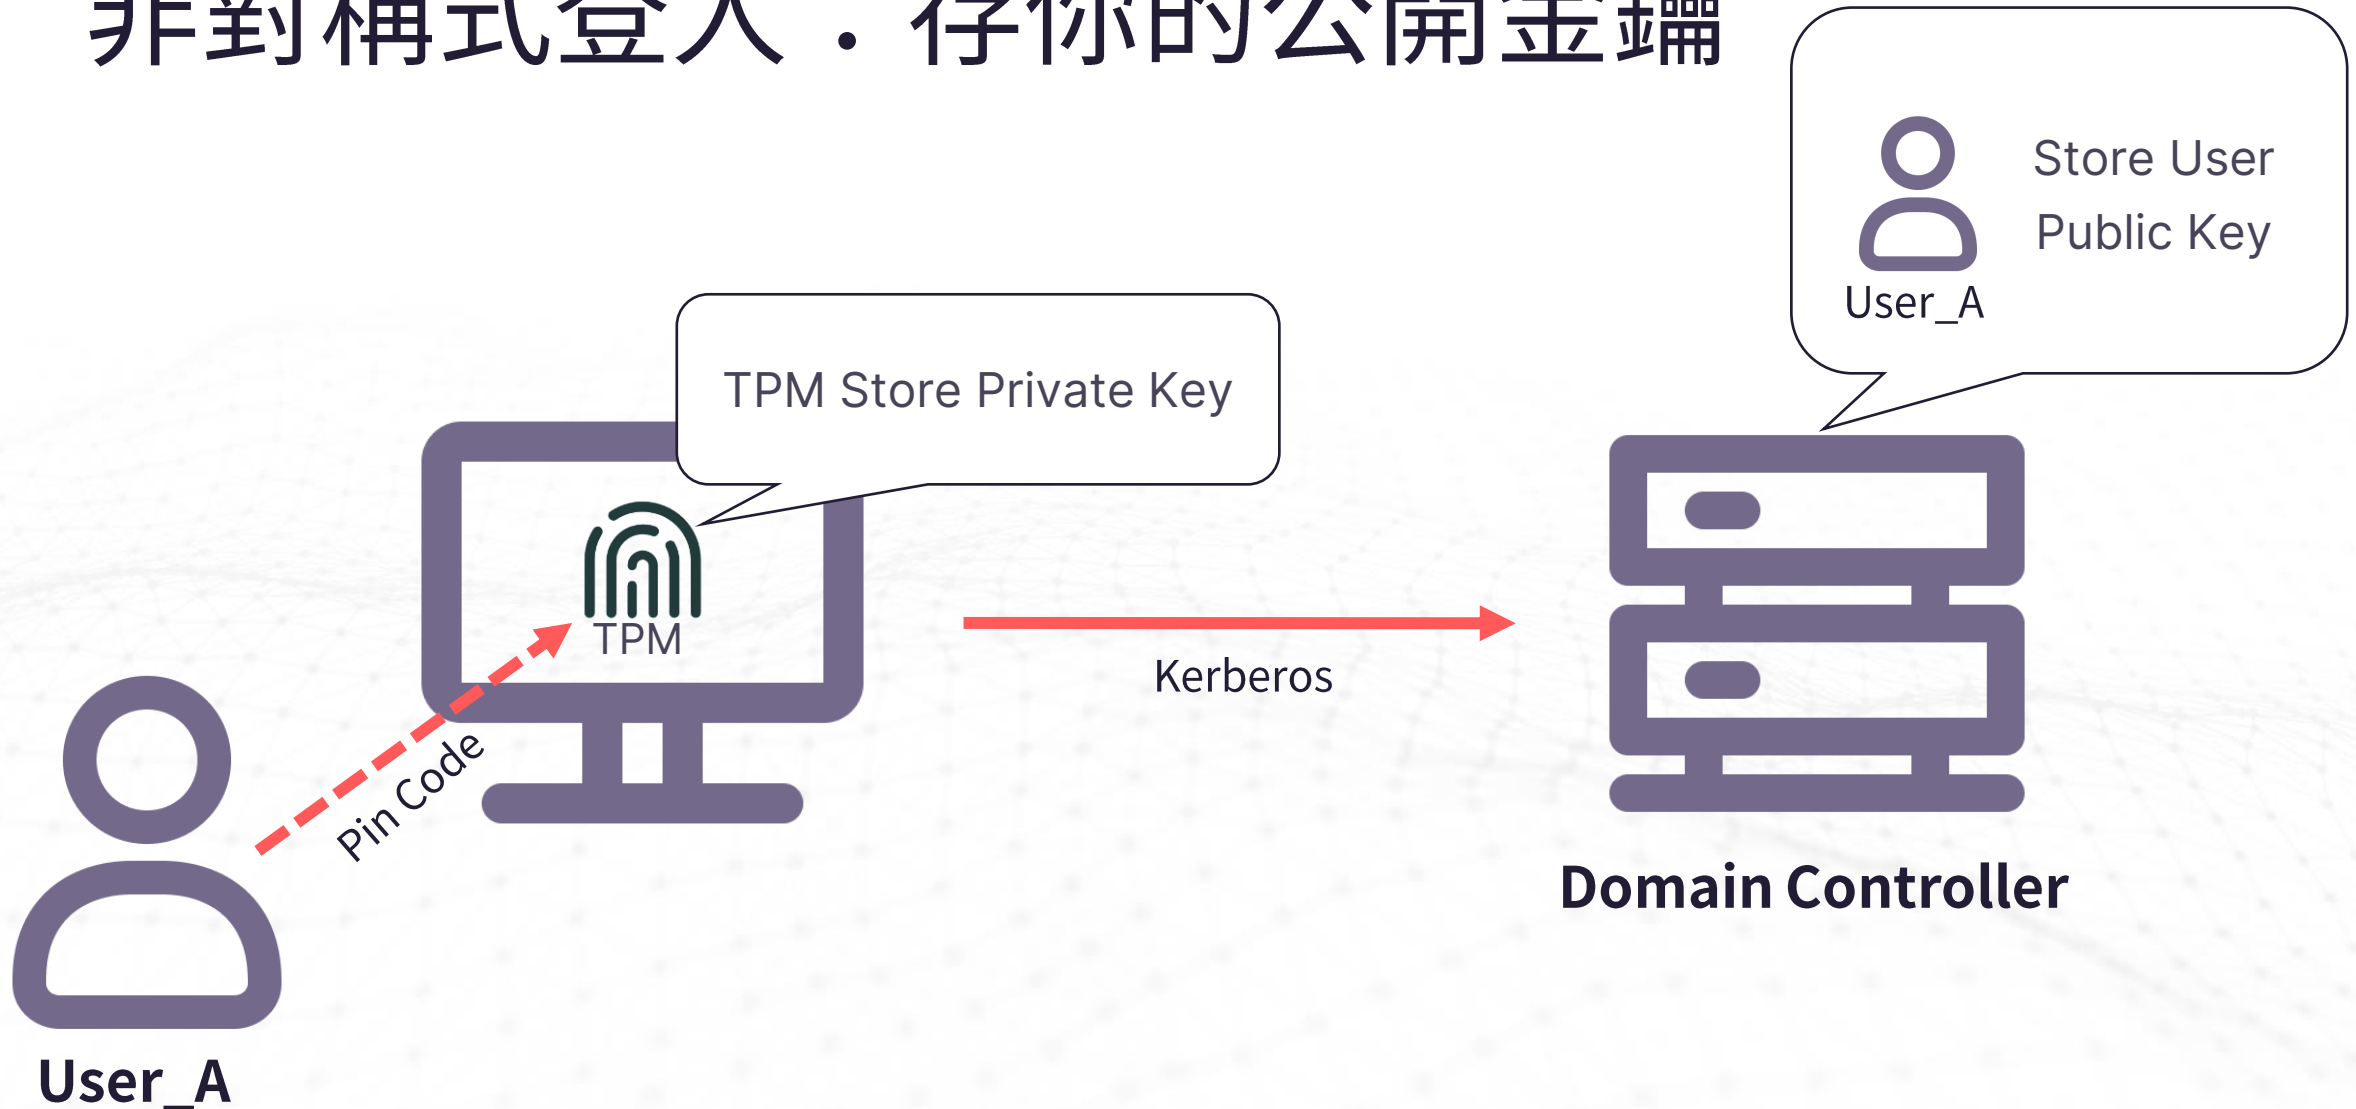 非對稱式登入：存你的公開金鑰
Store User
Public Key
User_A
TPM Store Private Key
TPM
Kerberos
Pin Code
Domain Controller
User_A